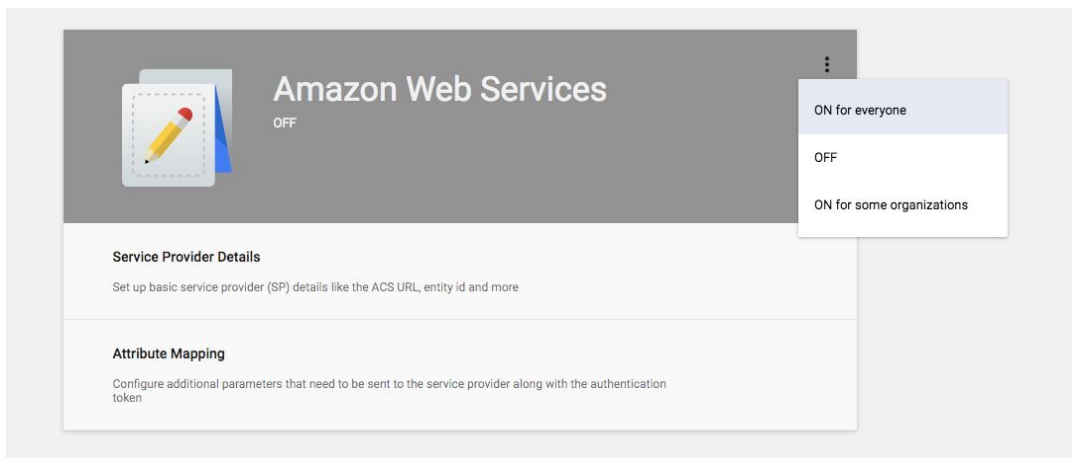 Amazon Web Services
OFF
ON for everyone
OFF
ON for some organizations
Service Provider Details
Set up basic service provider (SP) details like the ACS URL, entity id and more
Attribute Mapping
Configure additional parameters that need to be sent to the service provider along with the authentication
token